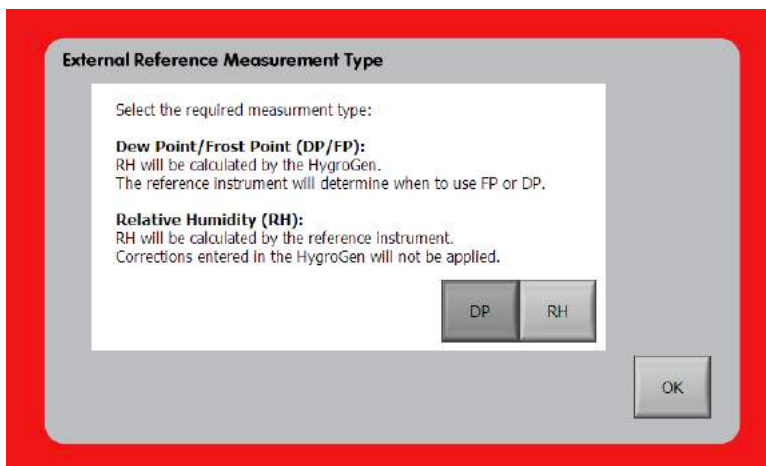 External Reference Measurement Type
Select the required measurment type:
Dew Point/Frost Point (DP/FP):
RH will be calculated by the HygroGen.
The reference instrument will determine when to use FP or DP.
Relative Humidity (RH):
RH will be calculated by the reference instrument.
Corrections entered in the HygroGen will not be applied.
DP RH
OK